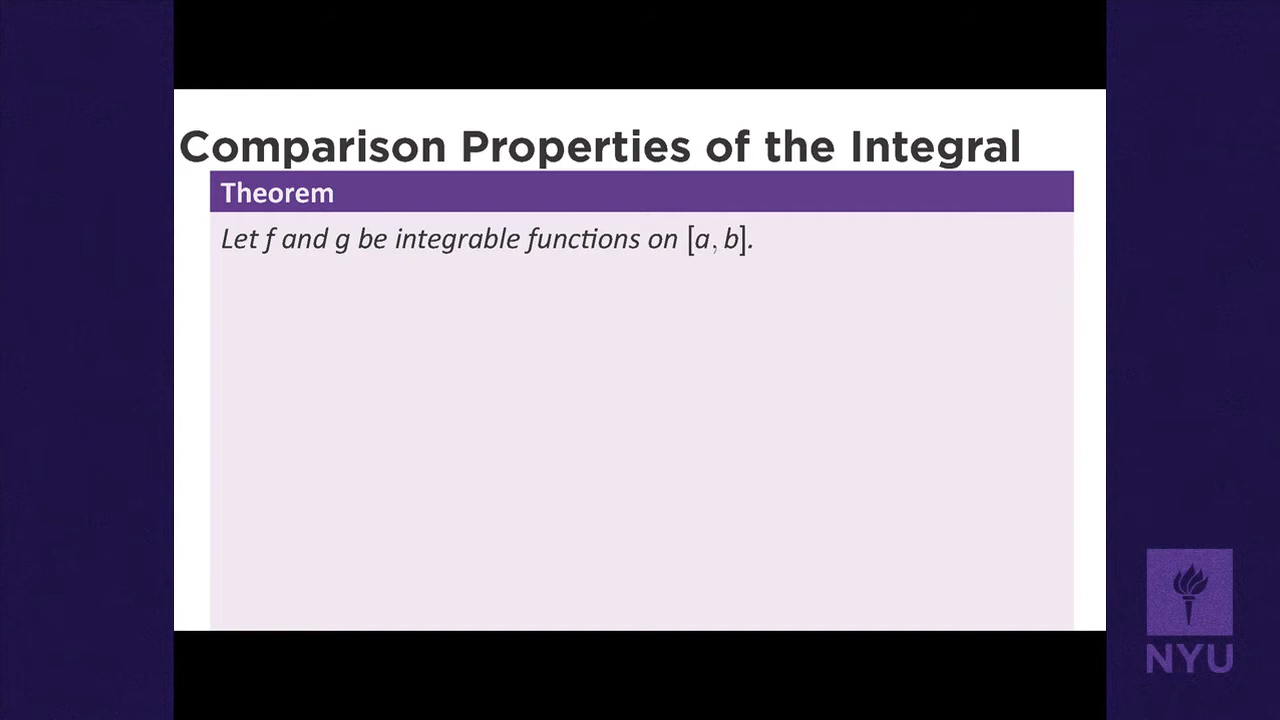 Comparison Properties of the Integral
Theorem
Let f and g be integrable functions on [a, b].
NYU